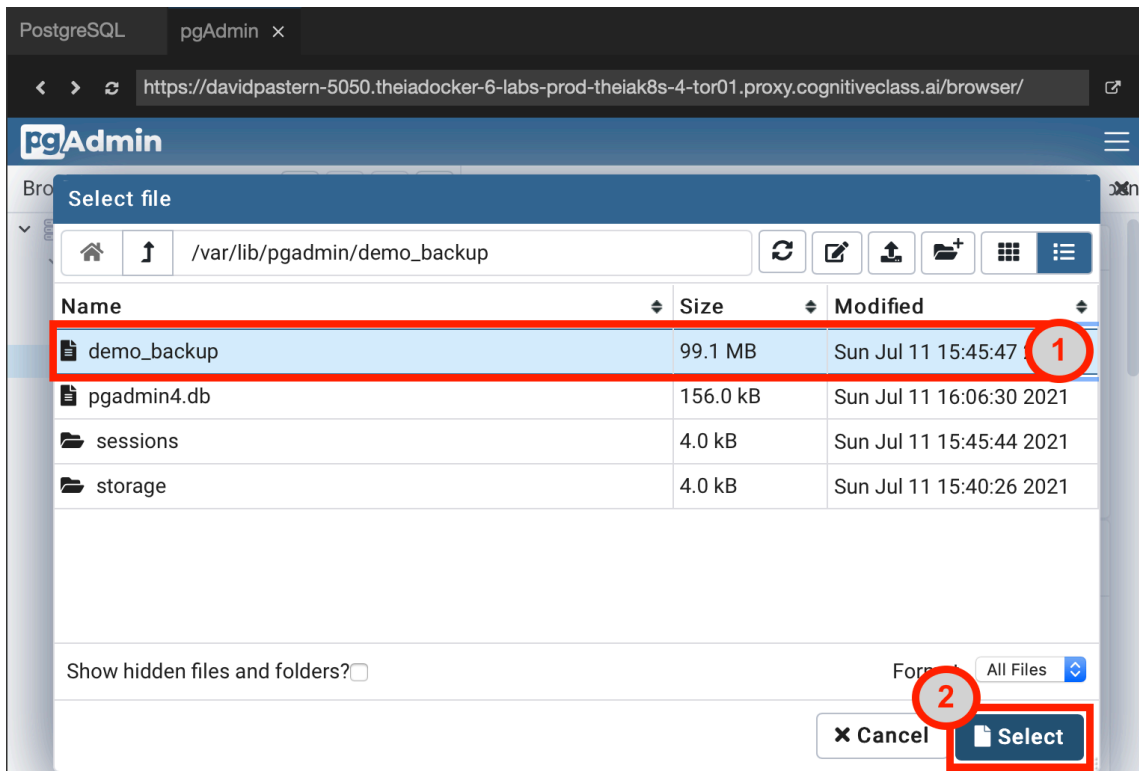 PostgreSQL pgAdmin ×
https://davidpastern-5050.theiadocker-6-labs-prod-theiak8s-4-tor01.proxy.cognitiveclass.ai/browser/
pgAdmin
Bro
Select file
/var/lib/pgadmin/demo_backup
Name Size Modified
demo_backup 99.1 MB Sun Jul 11 15:45:47 1
pgadmin4.db 156.0 kB Sun Jul 11 16:06:30 2021
sessions 4.0 kB Sun Jul 11 15:45:44 2021
storage 4.0 kB Sun Jul 11 15:40:26 2021
Show hidden files and folders? All Files
2
Cancel Select